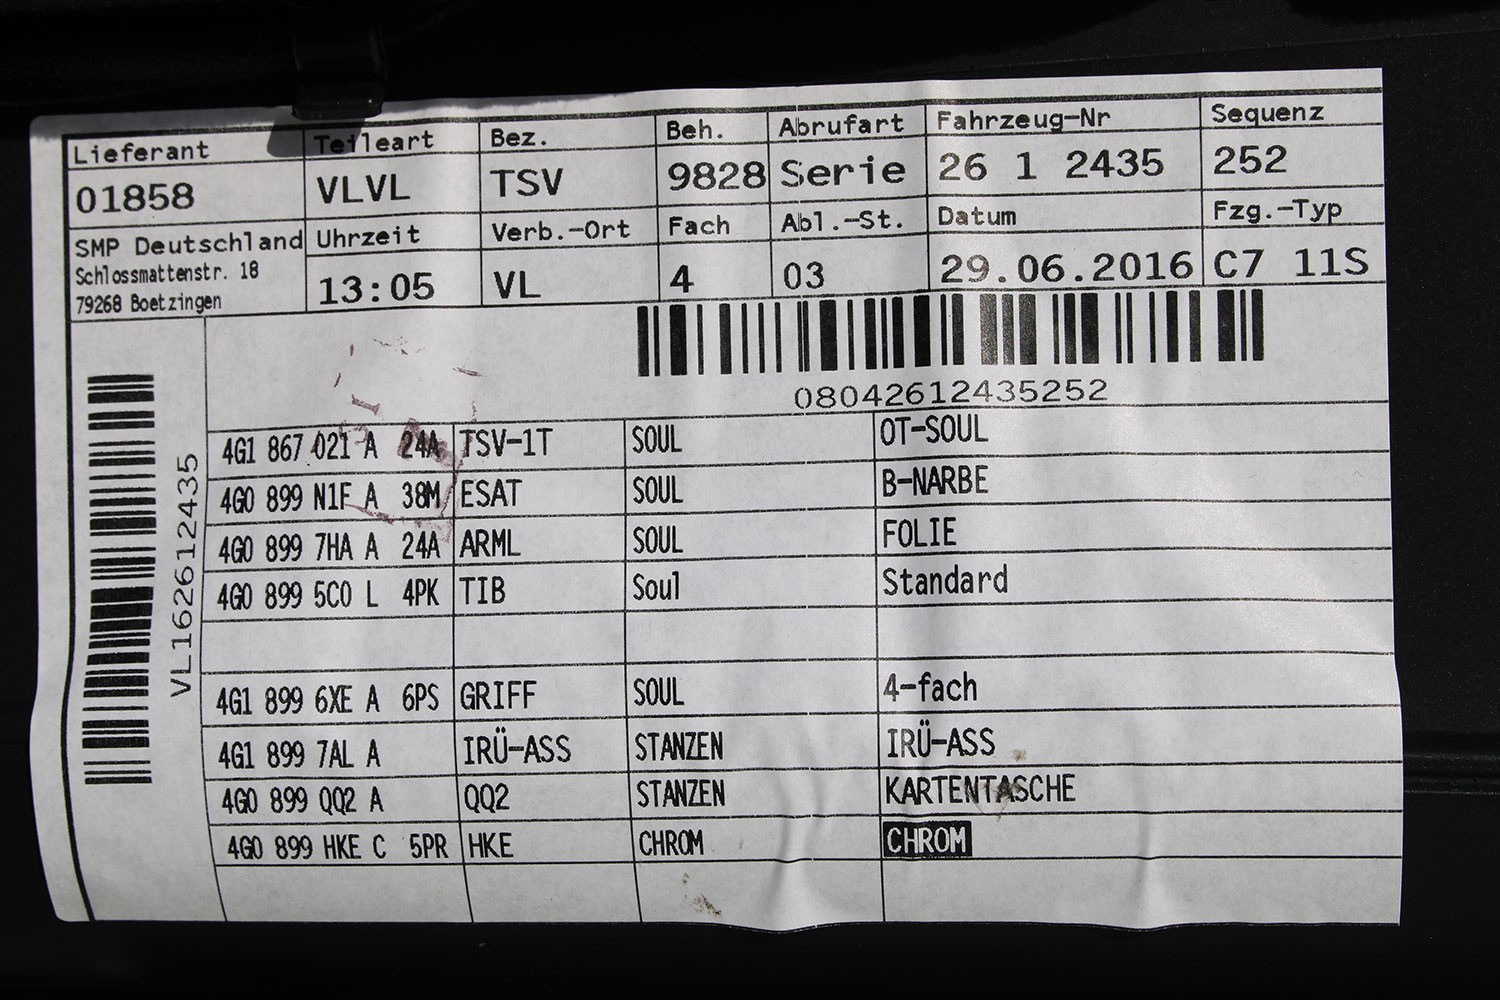 Lieferant Teileart Bez. Beh. Abrufart Fahrzeug-Nr Sequenz
01858 VLVL TSV 9828 Serie 26 1 2435 252
SMP Deutschland Uhrzeit Verb.-Ort Fach Abl.-St. Datum Fzg.-Typ
Schlossmattenstr. 18
79268 Boetzingen 13:05 VL 4 03 29.06.2016 C7 11S
08042612435252
VL162612435
4G1 867 021 A 24A TSV-1T SOUL OT-SOUL
4G0 899 N1F A 38M ESAT SOUL B-NARBE
4G0 899 7HA A 24A ARML SOUL FOLIE
4G0 899 5C0 L 4PK TIB Soul Standard
4G1 899 6XE A 6PS GRIFF SOUL 4-fach
4G1 899 7AL A IRÜ-ASS STANZEN IRÜ-ASS
4G0 899 QQ2 A QQ2 STANZEN KARTENTASCHE
4G0 899 HKE C 5PR HKE CHROM CHROM